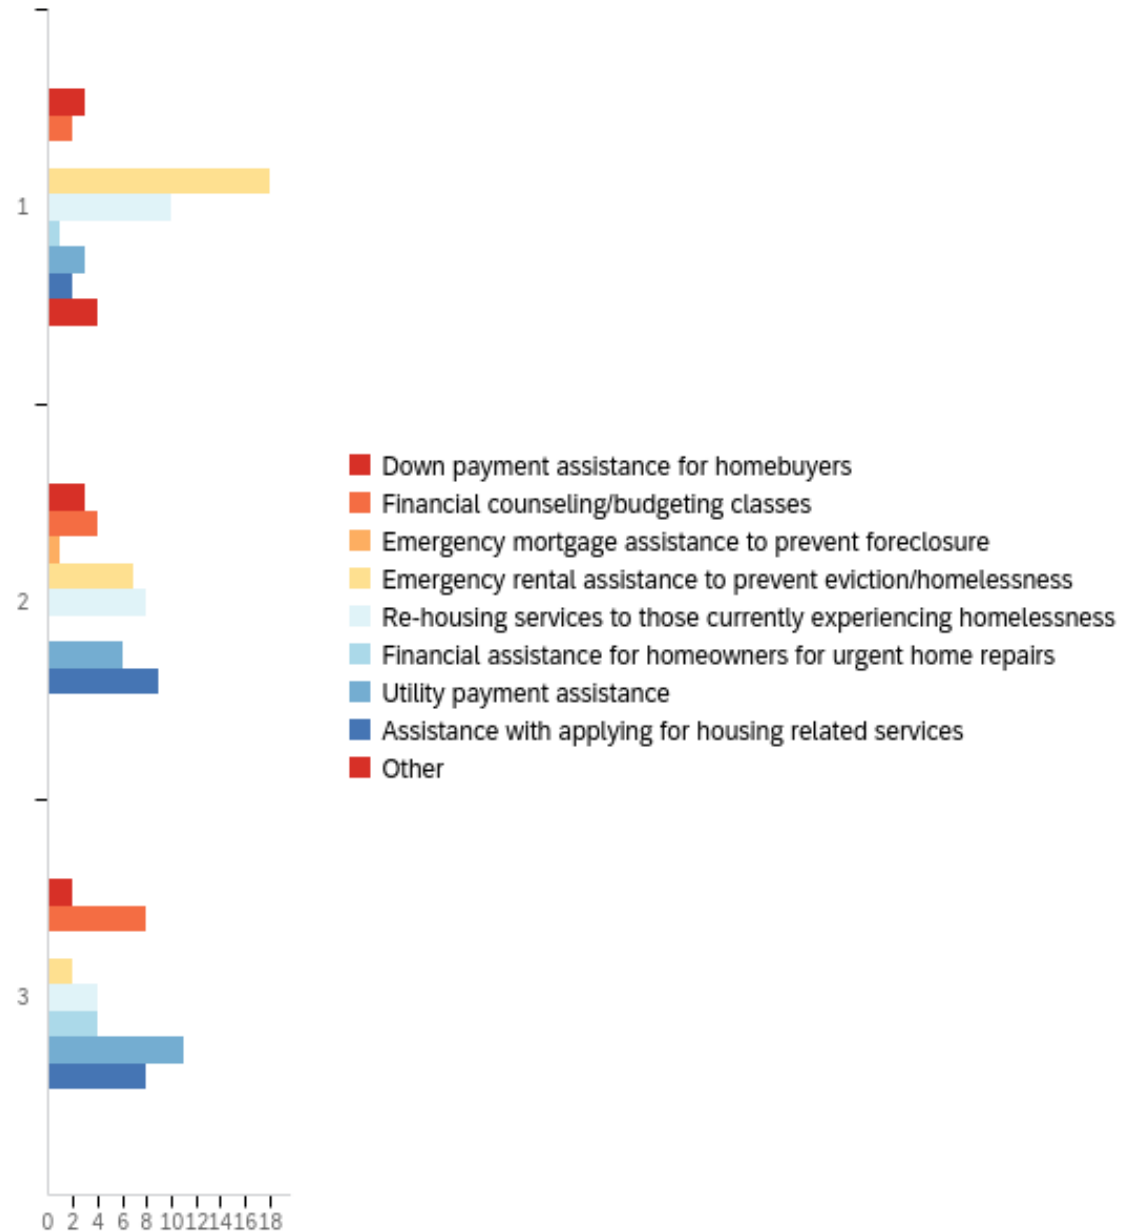 1
2
3
Down payment assistance for homebuyers
Financial counseling/budgeting classes
Emergency mortgage assistance to prevent foreclosure
Emergency rental assistance to prevent eviction/homelessness
Re-housing services to those currently experiencing homelessness
Financial assistance for homeowners for urgent home repairs
Utility payment assistance
Assistance with applying for housing related services
Other
0 2 4 6 8 10 12 14 16 18